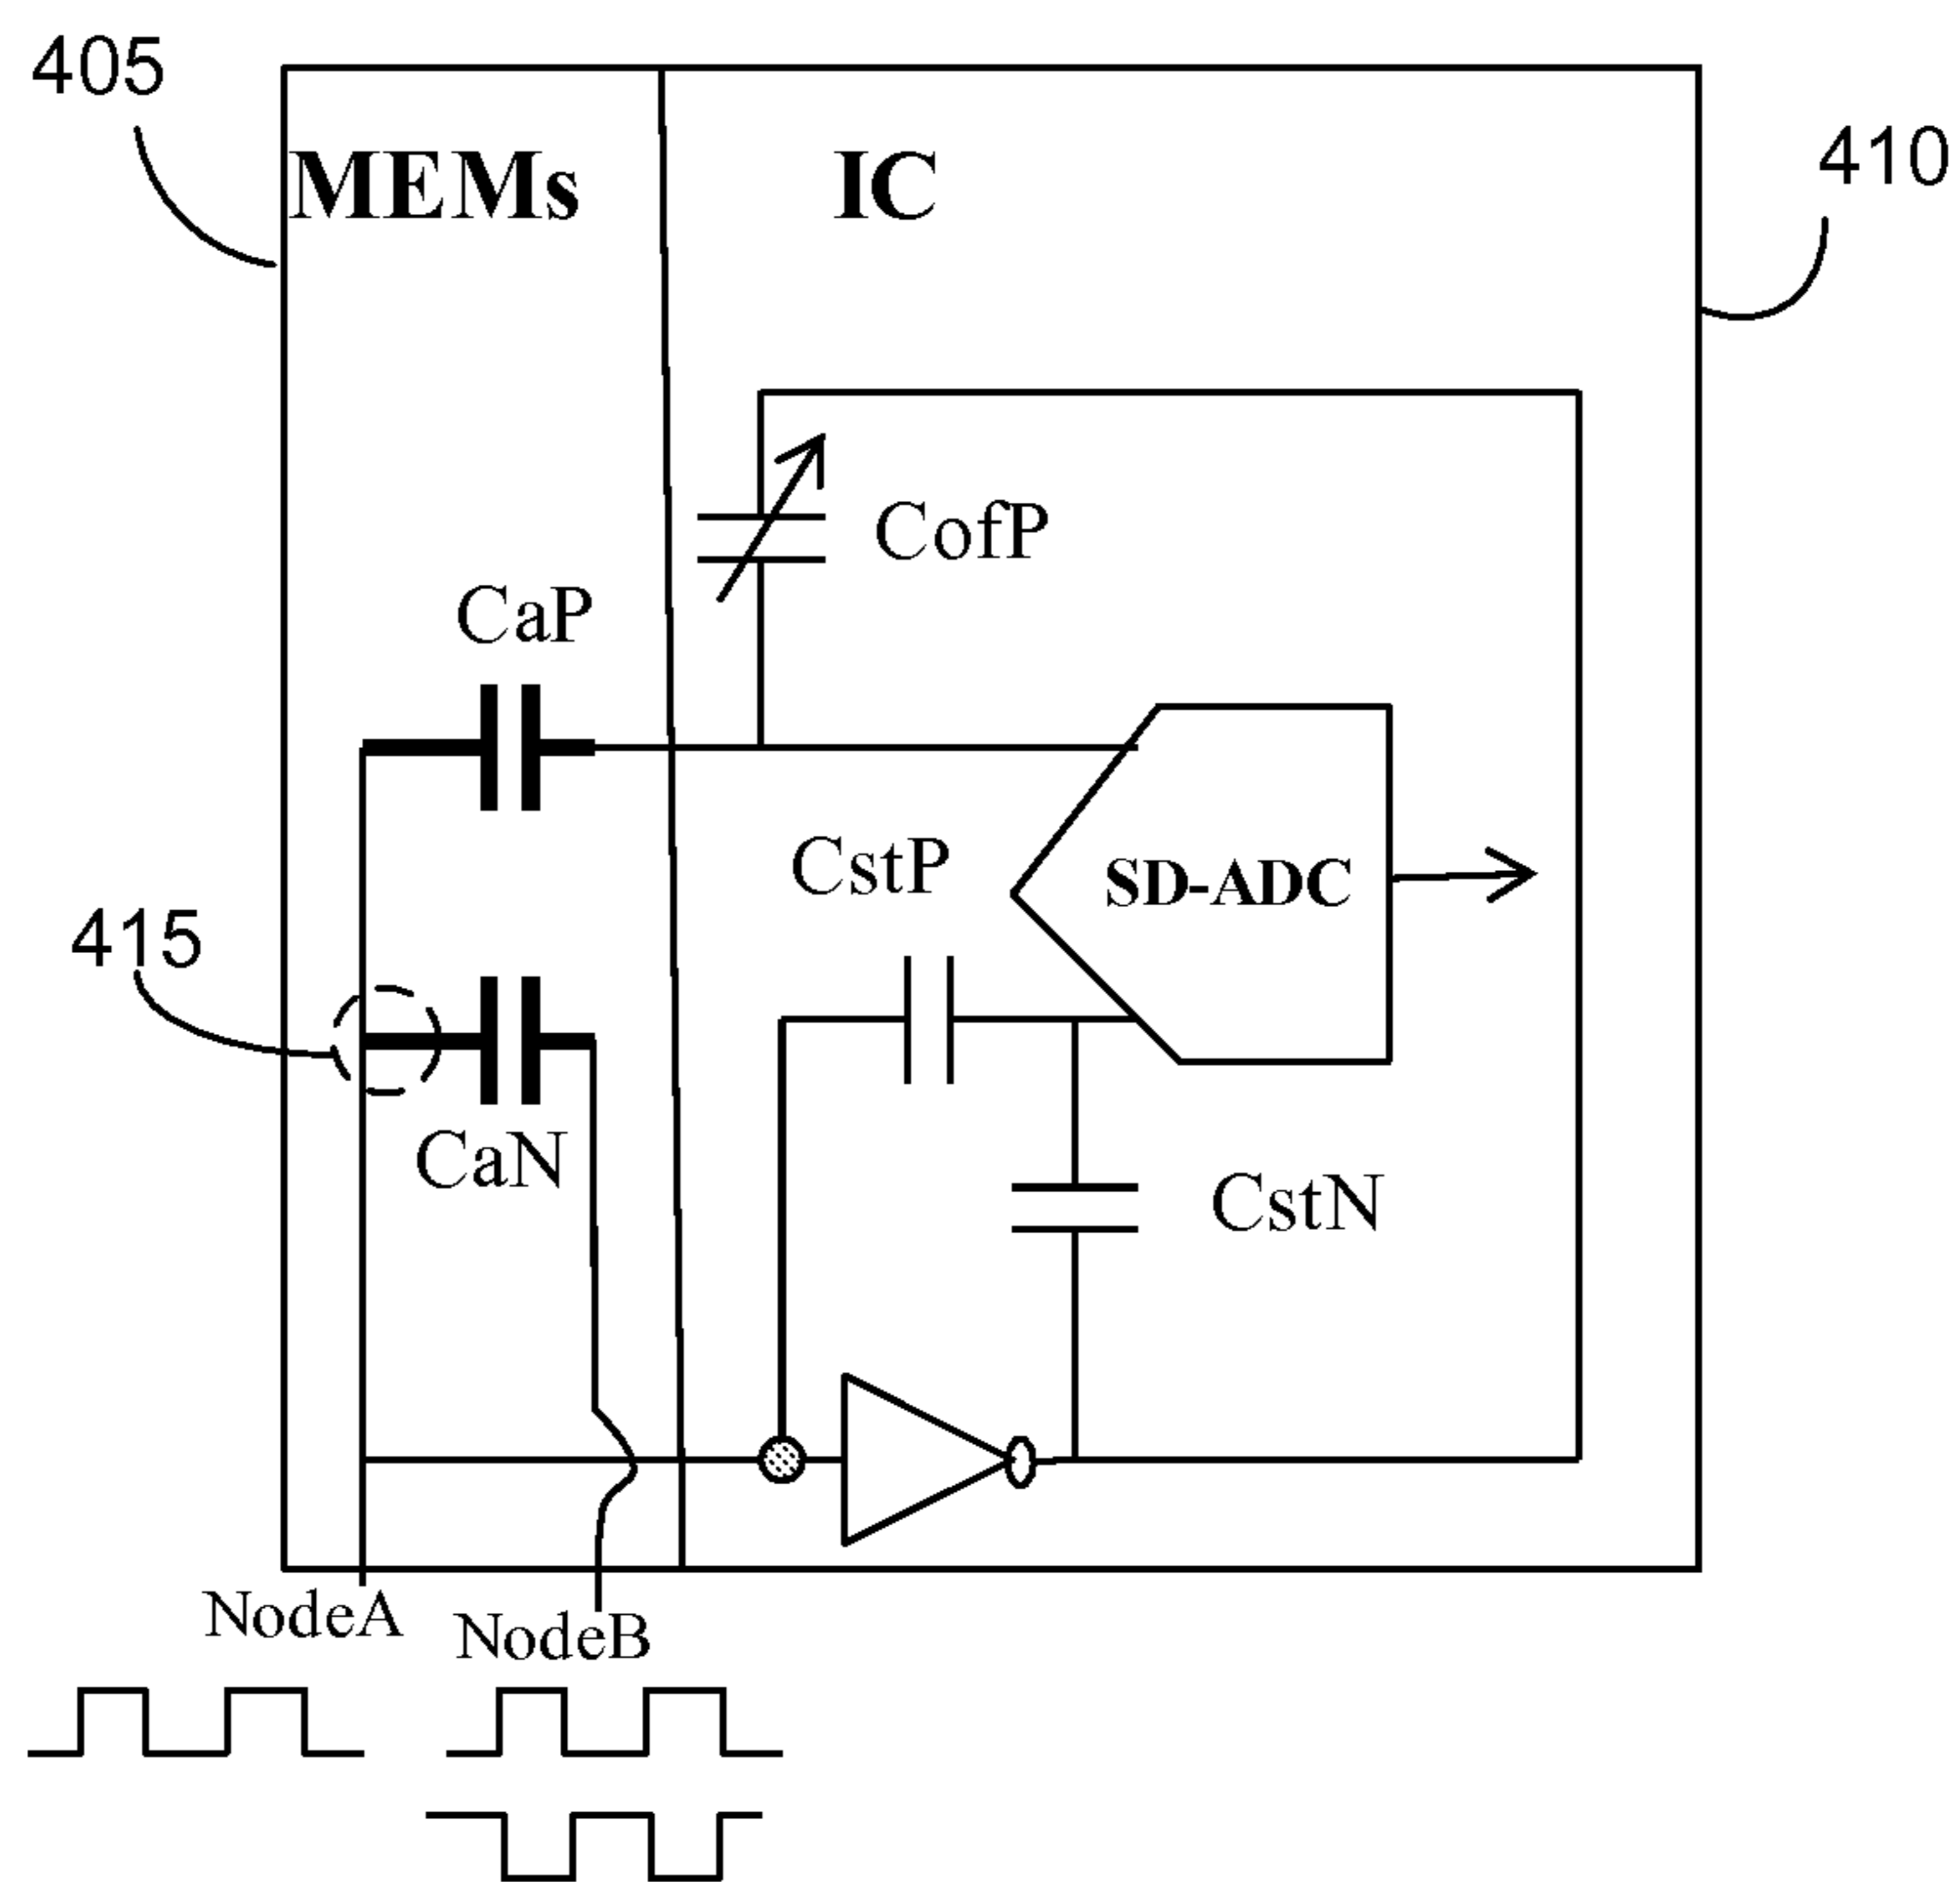 405
410
MEMs
IC
CofP
CaP
CstP
SD-ADC
415
CaN
CstN
NodeA
NodeB